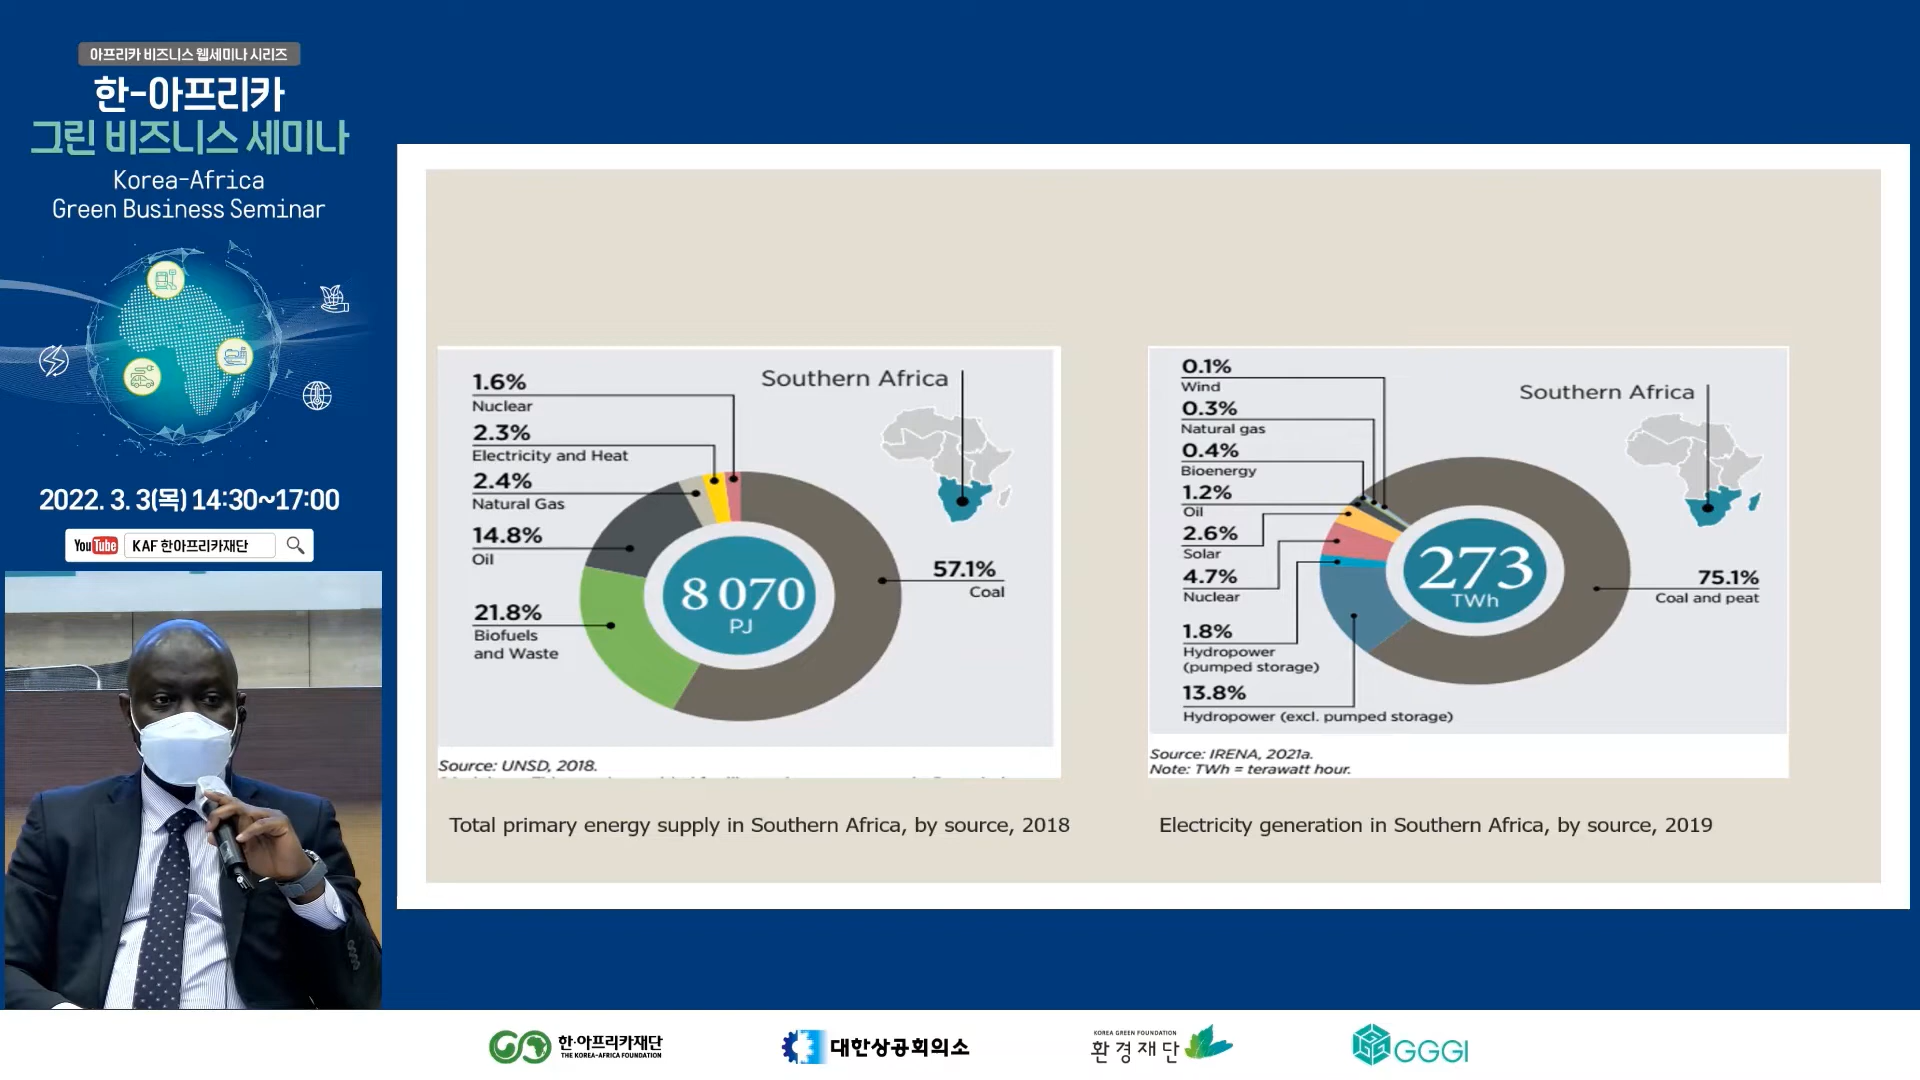 아프리카 비즈니스 웹세미나 시리즈
한-아프리카
그린 비즈니스 세미나
Korea-Africa
Green Business Seminar
2022. 3. 3(목) 14:30~17:00
YouTube KAF 한아프리카재단
1.6%
Nuclear
2.3%
Electricity and Heat
2.4%
Natural Gas
14.8%
Oil
21.8%
Biofuels
and Waste
Southern Africa
57.1%
Coal
8 070
PJ
Source: UNSD, 2018.
Total primary energy supply in Southern Africa, by source, 2018
0.1%
Wind
0.3%
Natural gas
0.4%
Bioenergy
1.2%
Oil
2.6%
Solar
4.7%
Nuclear
1.8%
Hydropower
(pumped storage)
13.8%
Hydropower (excl. pumped storage)
Southern Africa
75.1%
Coal and peat
273
TWh
Source: IRENA, 2021a.
Note: TWh = terawatt hour.
Electricity generation in Southern Africa, by source, 2019
한·아프리카재단
THE KOREA-AFRICA FOUNDATION
대한상공회의소
KOREA GREEN FOUNDATION
환경재단
GGGI